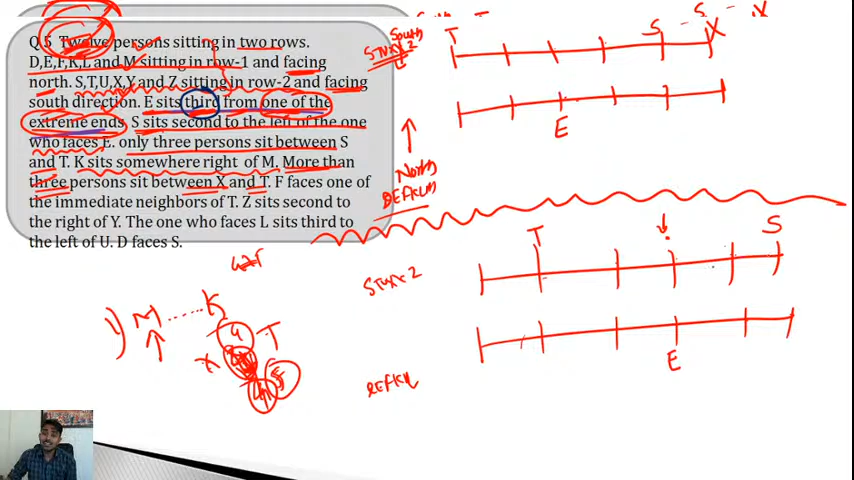 Q.5 Twelve persons sitting in two rows.
D,E,F,K,L and M sitting in row-1 and facing
north. S,T,U,X,Y and Z sitting in row-2 and facing
south direction. E sits third from one of the
extreme ends. S sits second to the left of the one
who faces E. only three persons sit between S
and T. K sits somewhere right of M. More than
three persons sit between X and T. F faces one of
the immediate neighbors of T. Z sits second to
the right of Y. The one who faces L sits third to
the left of U. D faces S.
South
T S X
S X
E
North
DEFKLM
T S
E
M ...... K
T
X